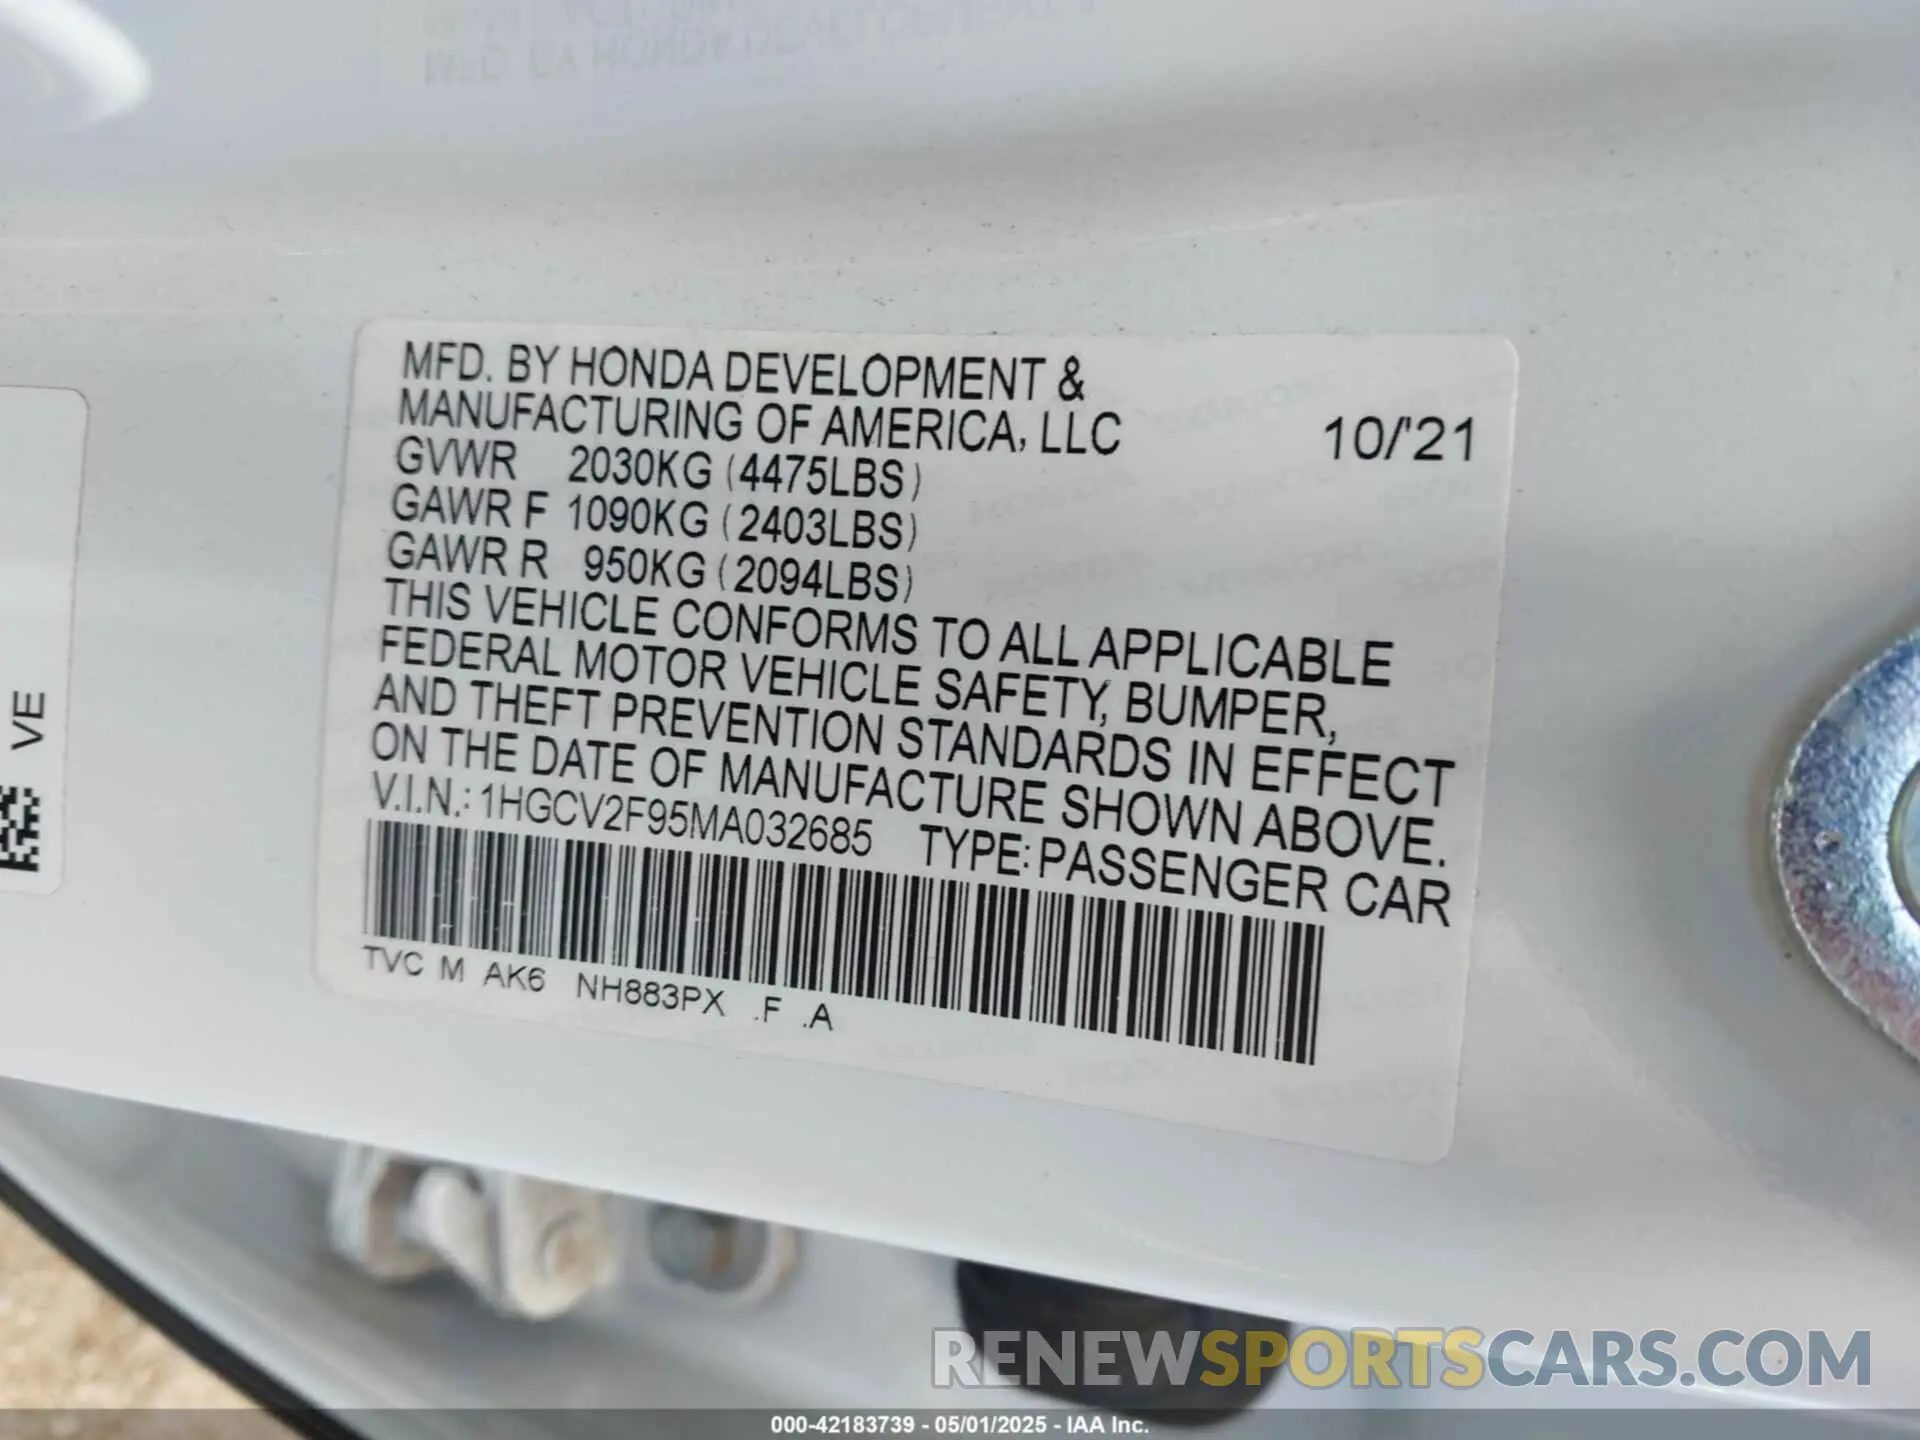 MFD. BY HONDA DEVELOPMENT &
MANUFACTURING OF AMERICA, LLC 10/'21
GVWR 2030KG (4475LBS)
GAWR F 1090KG (2403LBS)
GAWR R 950KG (2094LBS)
THIS VEHICLE CONFORMS TO ALL APPLICABLE
FEDERAL MOTOR VEHICLE SAFETY, BUMPER,
AND THEFT PREVENTION STANDARDS IN EFFECT
ON THE DATE OF MANUFACTURE SHOWN ABOVE.
V.I.N.: 1HGCV2F95MA032685 TYPE: PASSENGER CAR
TVC M AK6 NH883PX .F .A
VE
RENEWSPORTSCARS.COM
000-42183739 - 05/01/2025 - IAA Inc.